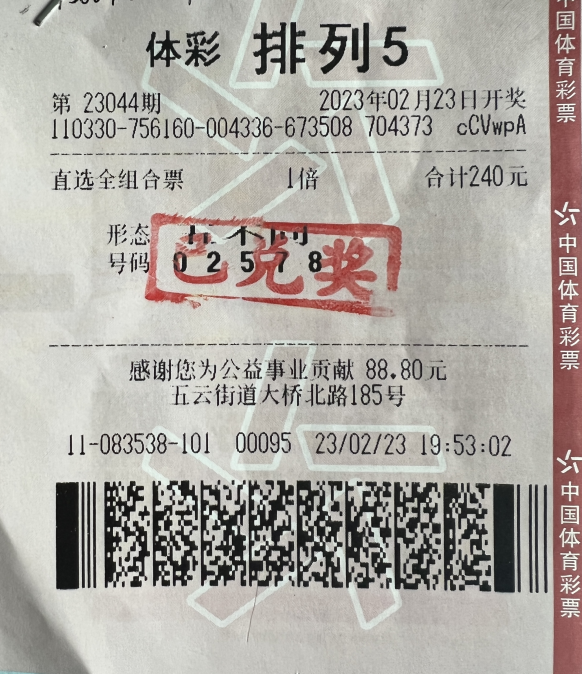 体彩 排列5
第 23044期 2023年02月23日开奖
110330-756160-004336-673508 704373 cCVwpA
直选全组合票 1倍 合计240元
形态 五不同
号码 0 2 5 7 8
已兑奖
感谢您为公益事业贡献 88.80元
五云街道大桥北路185号
11-083538-101 00095 23/02/23 19:53:02
中国体育彩票
中国体育彩票
中国体育彩票